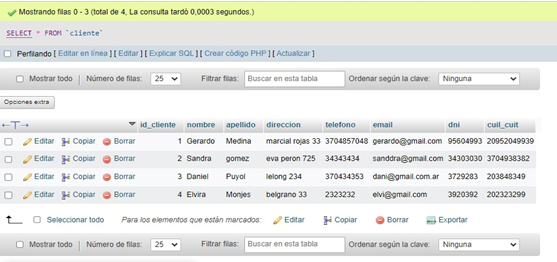 Mostrando filas 0 - 3 (total de 4, La consulta tardó 0,0003 segundos.)
SELECT * FROM `cliente`
Perfilando [ Editar en línea ] [ Editar ] [ Explicar SQL ] [ Crear código PHP ] [ Actualizar ]
Mostrar todo | Número de filas: 25 Filtrar filas: Buscar en esta tabla Ordenar según la clave: Ninguna
Opciones extra
←T→ id_cliente nombre apellido direccion telefono email dni cuil_cuit
Editar Copiar Borrar 1 Gerardo Medina marcial rojas 33 3704857048 gerardo@gmail.com 95604993 20952049939
Editar Copiar Borrar 2 Sandra gomez eva peron 725 34343434 sanddra@gmail.com 34303030 3704938382
Editar Copiar Borrar 3 Daniel Puyol lelong 234 370434353 dani@gmail.com.ar 3729283 203848349
Editar Copiar Borrar 4 Elvira Monjes belgrano 33 2323232 elvi@gmail.com 3920392 202323299
Seleccionar todo Para los elementos que están marcados: Editar Copiar Borrar Exportar
Mostrar todo | Número de filas: 25 Filtrar filas: Buscar en esta tabla Ordenar según la clave: Ninguna